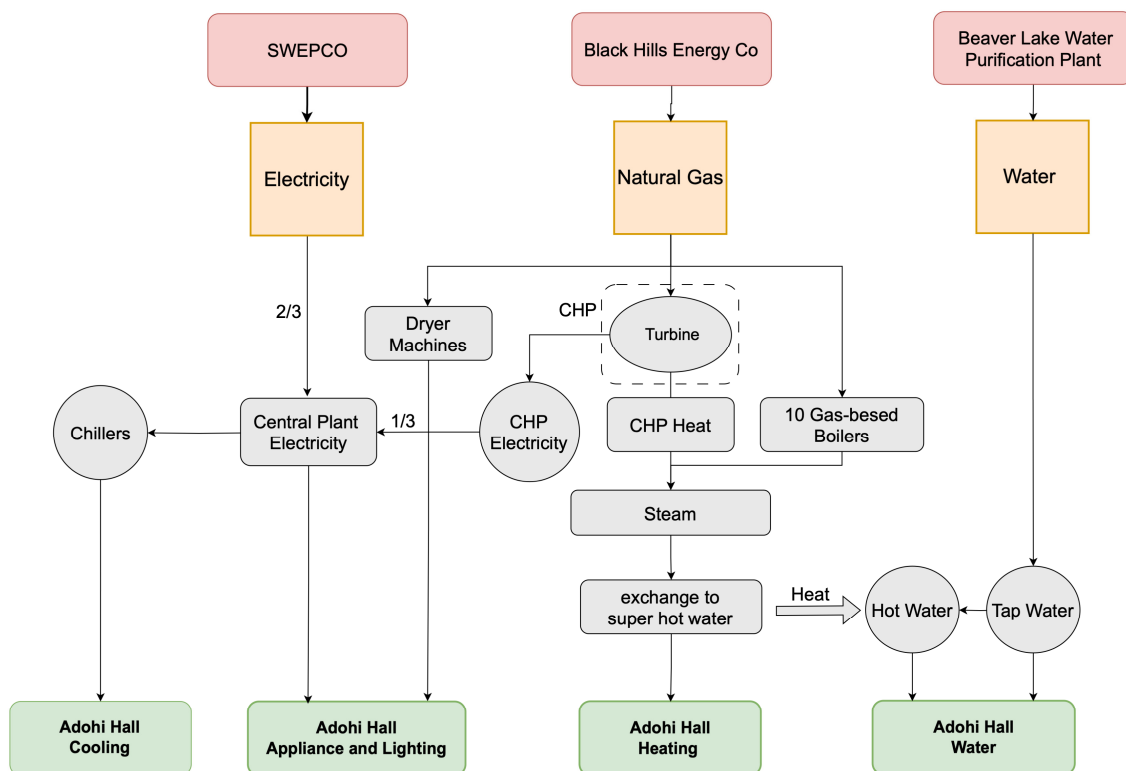 SWEPCO
Black Hills Energy Co
Beaver Lake Water
Purification Plant
Electricity
Natural Gas
Water
2/3
Dryer
Machines
CHP
Turbine
Chillers
Central Plant
Electricity
1/3
CHP
Electricity
CHP Heat
10 Gas-besed
Boilers
Steam
exchange to
super hot water
Heat
Hot Water
Tap Water
Adohi Hall
Cooling
Adohi Hall
Appliance and Lighting
Adohi Hall
Heating
Adohi Hall
Water